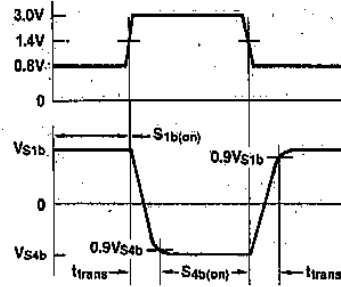 3.0V
1.4V
0.8V
0
S1b(on)
VS1b
0.9VS1b
0
0.9VS4b
VS4b
ttrans S4b(on) ttrans